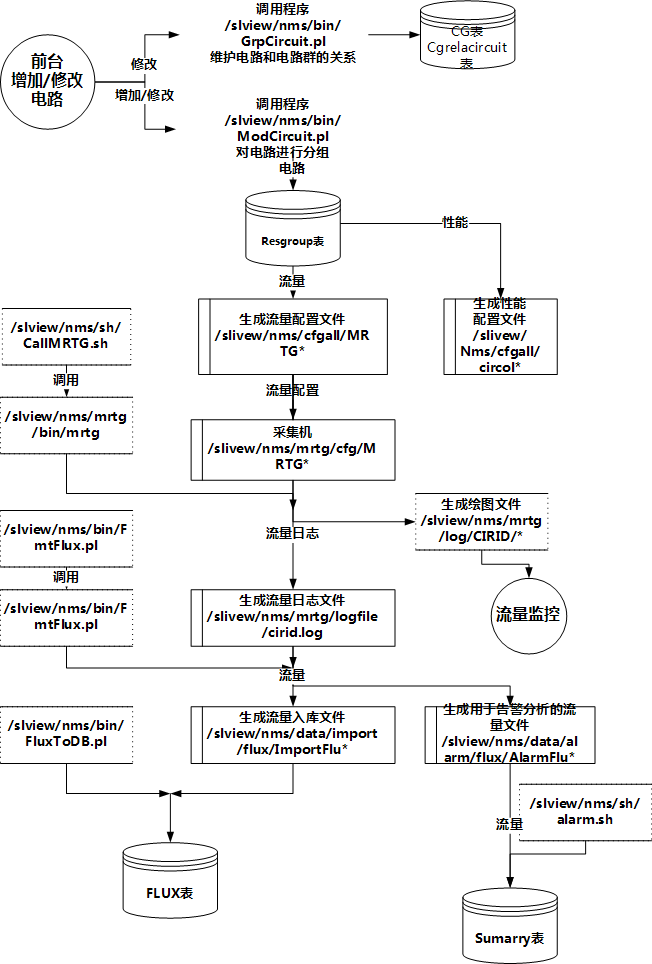 前台
增加/修改
电路
修改
增加/修改
调用程序
/slview/nms/bin/
GrpCircuit.pl
维护电路和电路群的关系
CG表
Cgrelacircuit
表
调用程序
/slview/nms/bin/
ModCircuit.pl
对电路进行分组
电路
Resgroup表
性能
流量
生成流量配置文件
/slivew/nms/cfgall/MR
TG*
生成性能
配置文件
/slivew/
Nms/cfgall/
circol*
/slview/nms/sh/
CallMRTG.sh
调用
/slview/nms/mrtg
/bin/mrtg
流量配置
采集机
/slivew/nms/mrtg/cfg/M
RTG*
生成绘图文件
/slview/nms/mrtg
/log/CIRID/*
流量监控
/slview/nms/bin/F
mtFlux.pl
调用
/slview/nms/bin/F
mtFlux.pl
流量日志
生成流量日志文件
/slivew/nms/mrtg/logfile
/cirid.log
流量
/slview/nms/bin/
FluxToDB.pl
生成流量入库文件
/slview/nms/data/import
/flux/ImportFlu*
生成用于告警分析的流
量文件
/slview/nms/data/al
arm/flux/AlarmFlu*
流量
/slview/nms/sh/
alarm.sh
FLUX表
Sumarry表